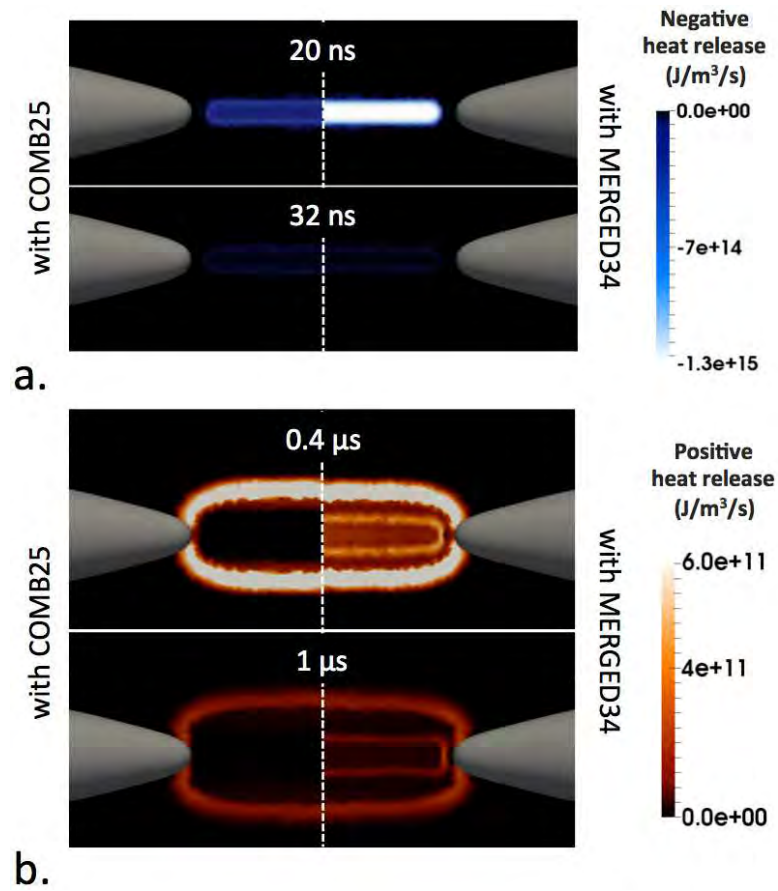 20 ns
32 ns
with COMB25
with MERGED34
Negative
heat release
(J/m³/s)
0.0e+00
-7e+14
-1.3e+15
a.
0.4 µs
1 µs
with COMB25
with MERGED34
Positive
heat release
(J/m³/s)
6.0e+11
4e+11
0.0e+00
b.